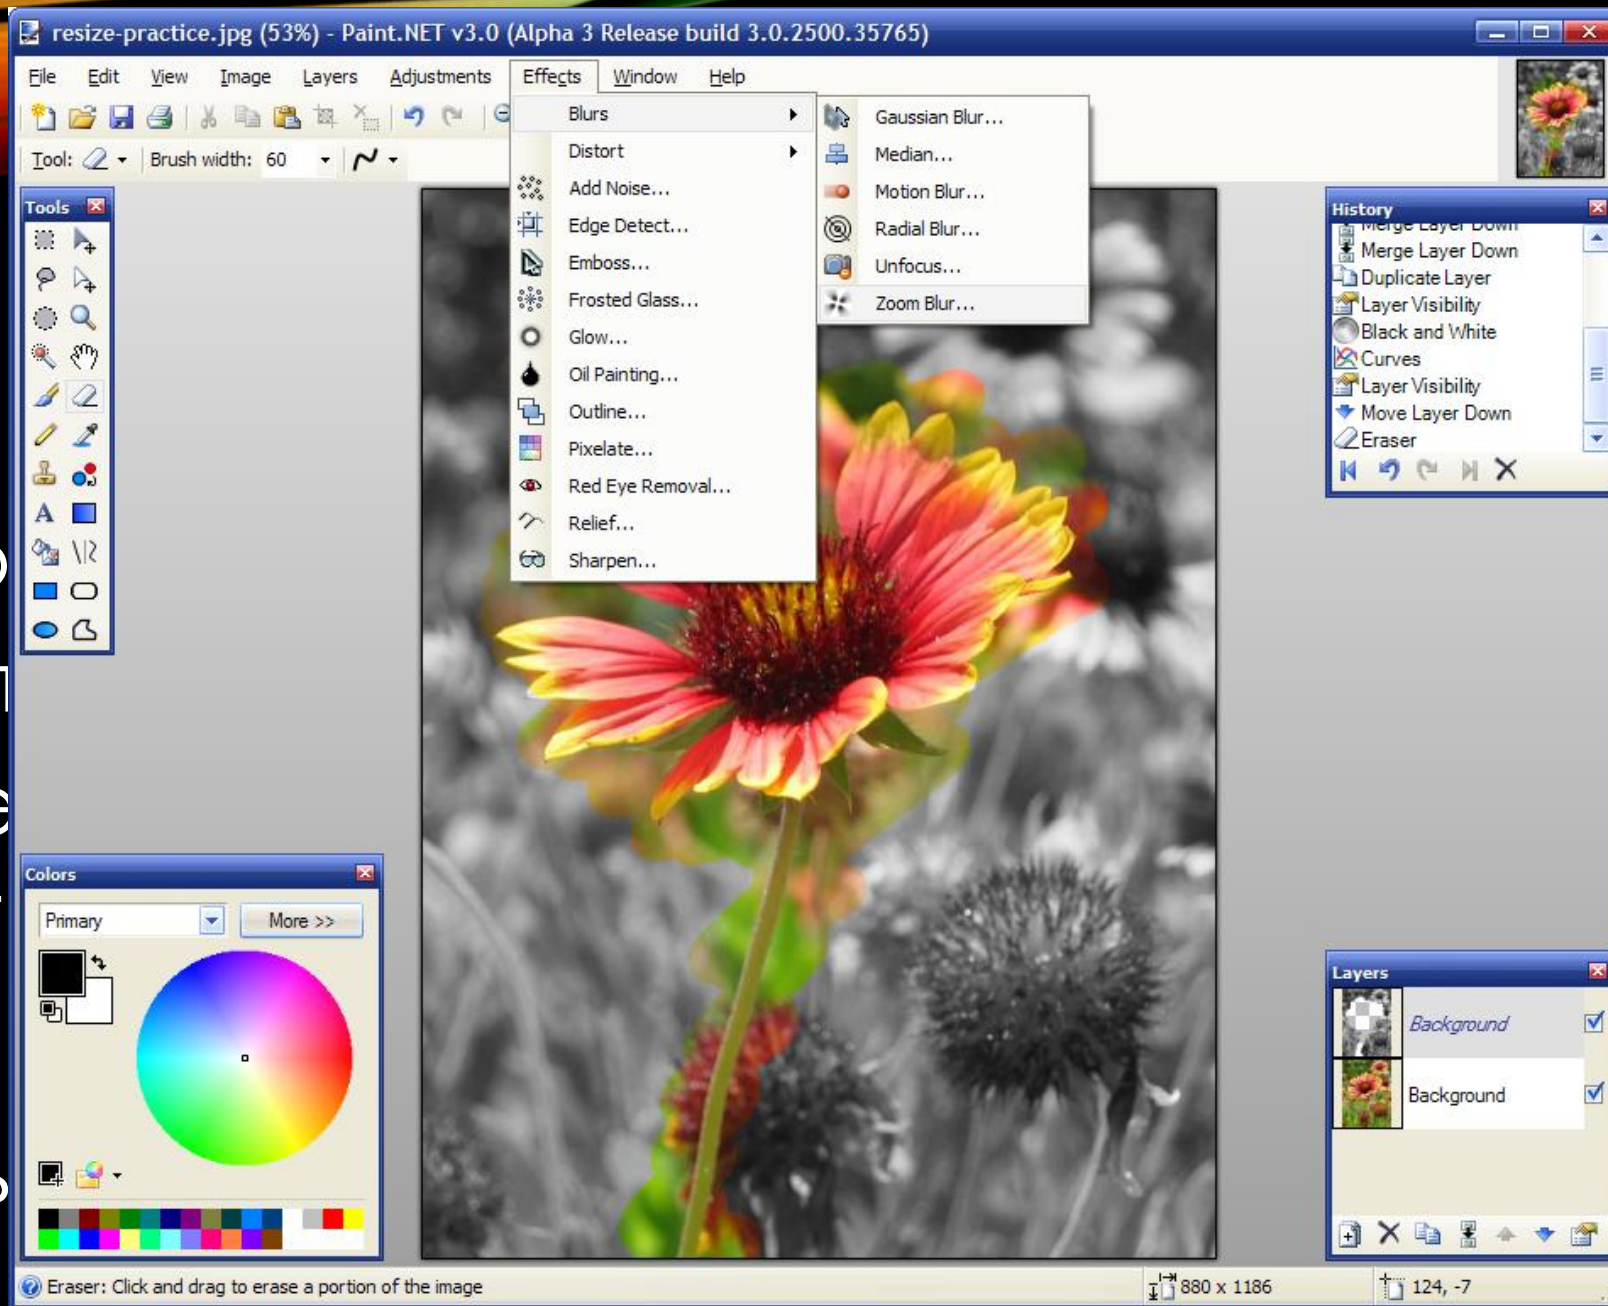 resize-practice.jpg (53%) - Paint.NET v3.0 (Alpha 3 Release build 3.0.2500.35765)
File Edit View Image Layers Adjustments Effects Window Help
Tool: Brush width: 60
Blurs
Distort
Add Noise...
Edge Detect...
Emboss...
Frosted Glass...
Glow...
Oil Painting...
Outline...
Pixelate...
Red Eye Removal...
Relief...
Sharpen...
Gaussian Blur...
Median...
Motion Blur...
Radial Blur...
Unfocus...
Zoom Blur...
Tools
History
Merge Layer Down
Merge Layer Down
Duplicate Layer
Layer Visibility
Black and White
Curves
Layer Visibility
Move Layer Down
Eraser
Colors
Primary More >>
Layers
Background
Background
Eraser: Click and drag to erase a portion of the image 880 x 1186 124, -7